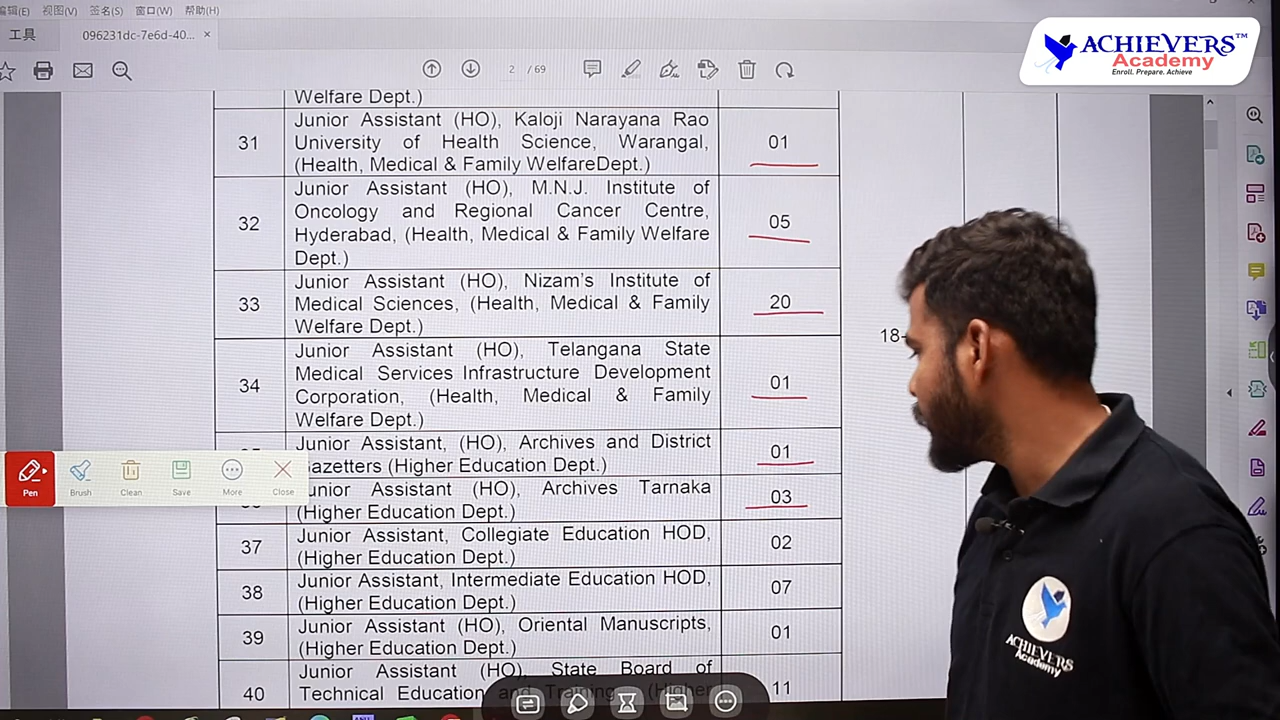 编辑(E) 视图(V) 签名(S) 窗口(W) 帮助(H)
工具 096231dc-7e6d-40... ×
2 / 69
ACHIEVERS™
Academy
Enroll. Prepare. Achieve
Welfare Dept.)
31 Junior Assistant (HO), Kaloji Narayana Rao
University of Health Science, Warangal, 01
(Health, Medical & Family WelfareDept.)
32 Junior Assistant (HO), M.N.J. Institute of
Oncology and Regional Cancer Centre, 05
Hyderabad, (Health, Medical & Family Welfare
Dept.)
33 Junior Assistant (HO), Nizam's Institute of
Medical Sciences, (Health, Medical & Family 20
Welfare Dept.)
18-
34 Junior Assistant (HO), Telangana State
Medical Services Infrastructure Development 01
Corporation, (Health, Medical & Family
Welfare Dept.)
Junior Assistant, (HO), Archives and District
Gazetters (Higher Education Dept.) 01
Junior Assistant (HO), Archives Tarnaka 03
(Higher Education Dept.)
Pen Brush Clean Save More Close
37 Junior Assistant, Collegiate Education HOD, 02
(Higher Education Dept.)
38 Junior Assistant, Intermediate Education HOD, 07
(Higher Education Dept.)
39 Junior Assistant (HO), Oriental Manuscripts, 01
(Higher Education Dept.)
40 Junior Assistant (HO), State Board of
Technical Education and Training, (Higher 11
ACHIEVERS
Academy